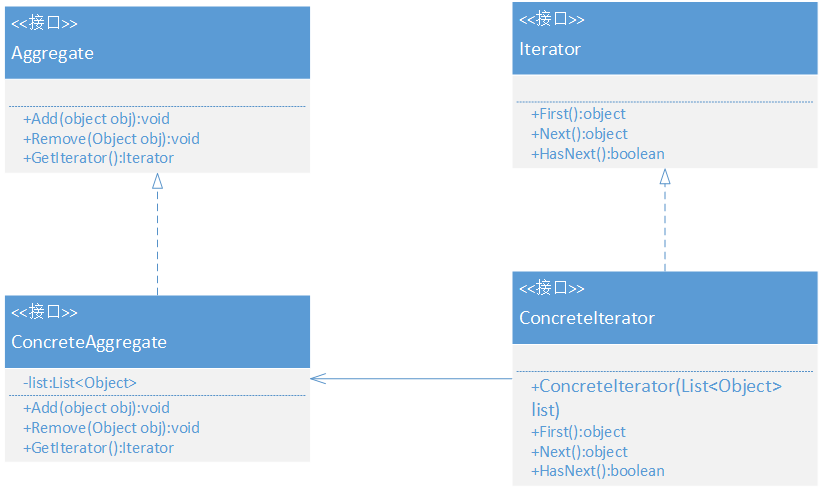 <<接口>>
Aggregate
+Add(object obj):void
+Remove(Object obj):void
+GetIterator():Iterator
<<接口>>
Iterator
+First():object
+Next():object
+HasNext():boolean
<<接口>>
ConcreteAggregate
-list:List<Object>
+Add(object obj):void
+Remove(Object obj):void
+GetIterator():Iterator
<<接口>>
ConcreteIterator
+ConcreteIterator(List<Object>
list)
+First():object
+Next():object
+HasNext():boolean